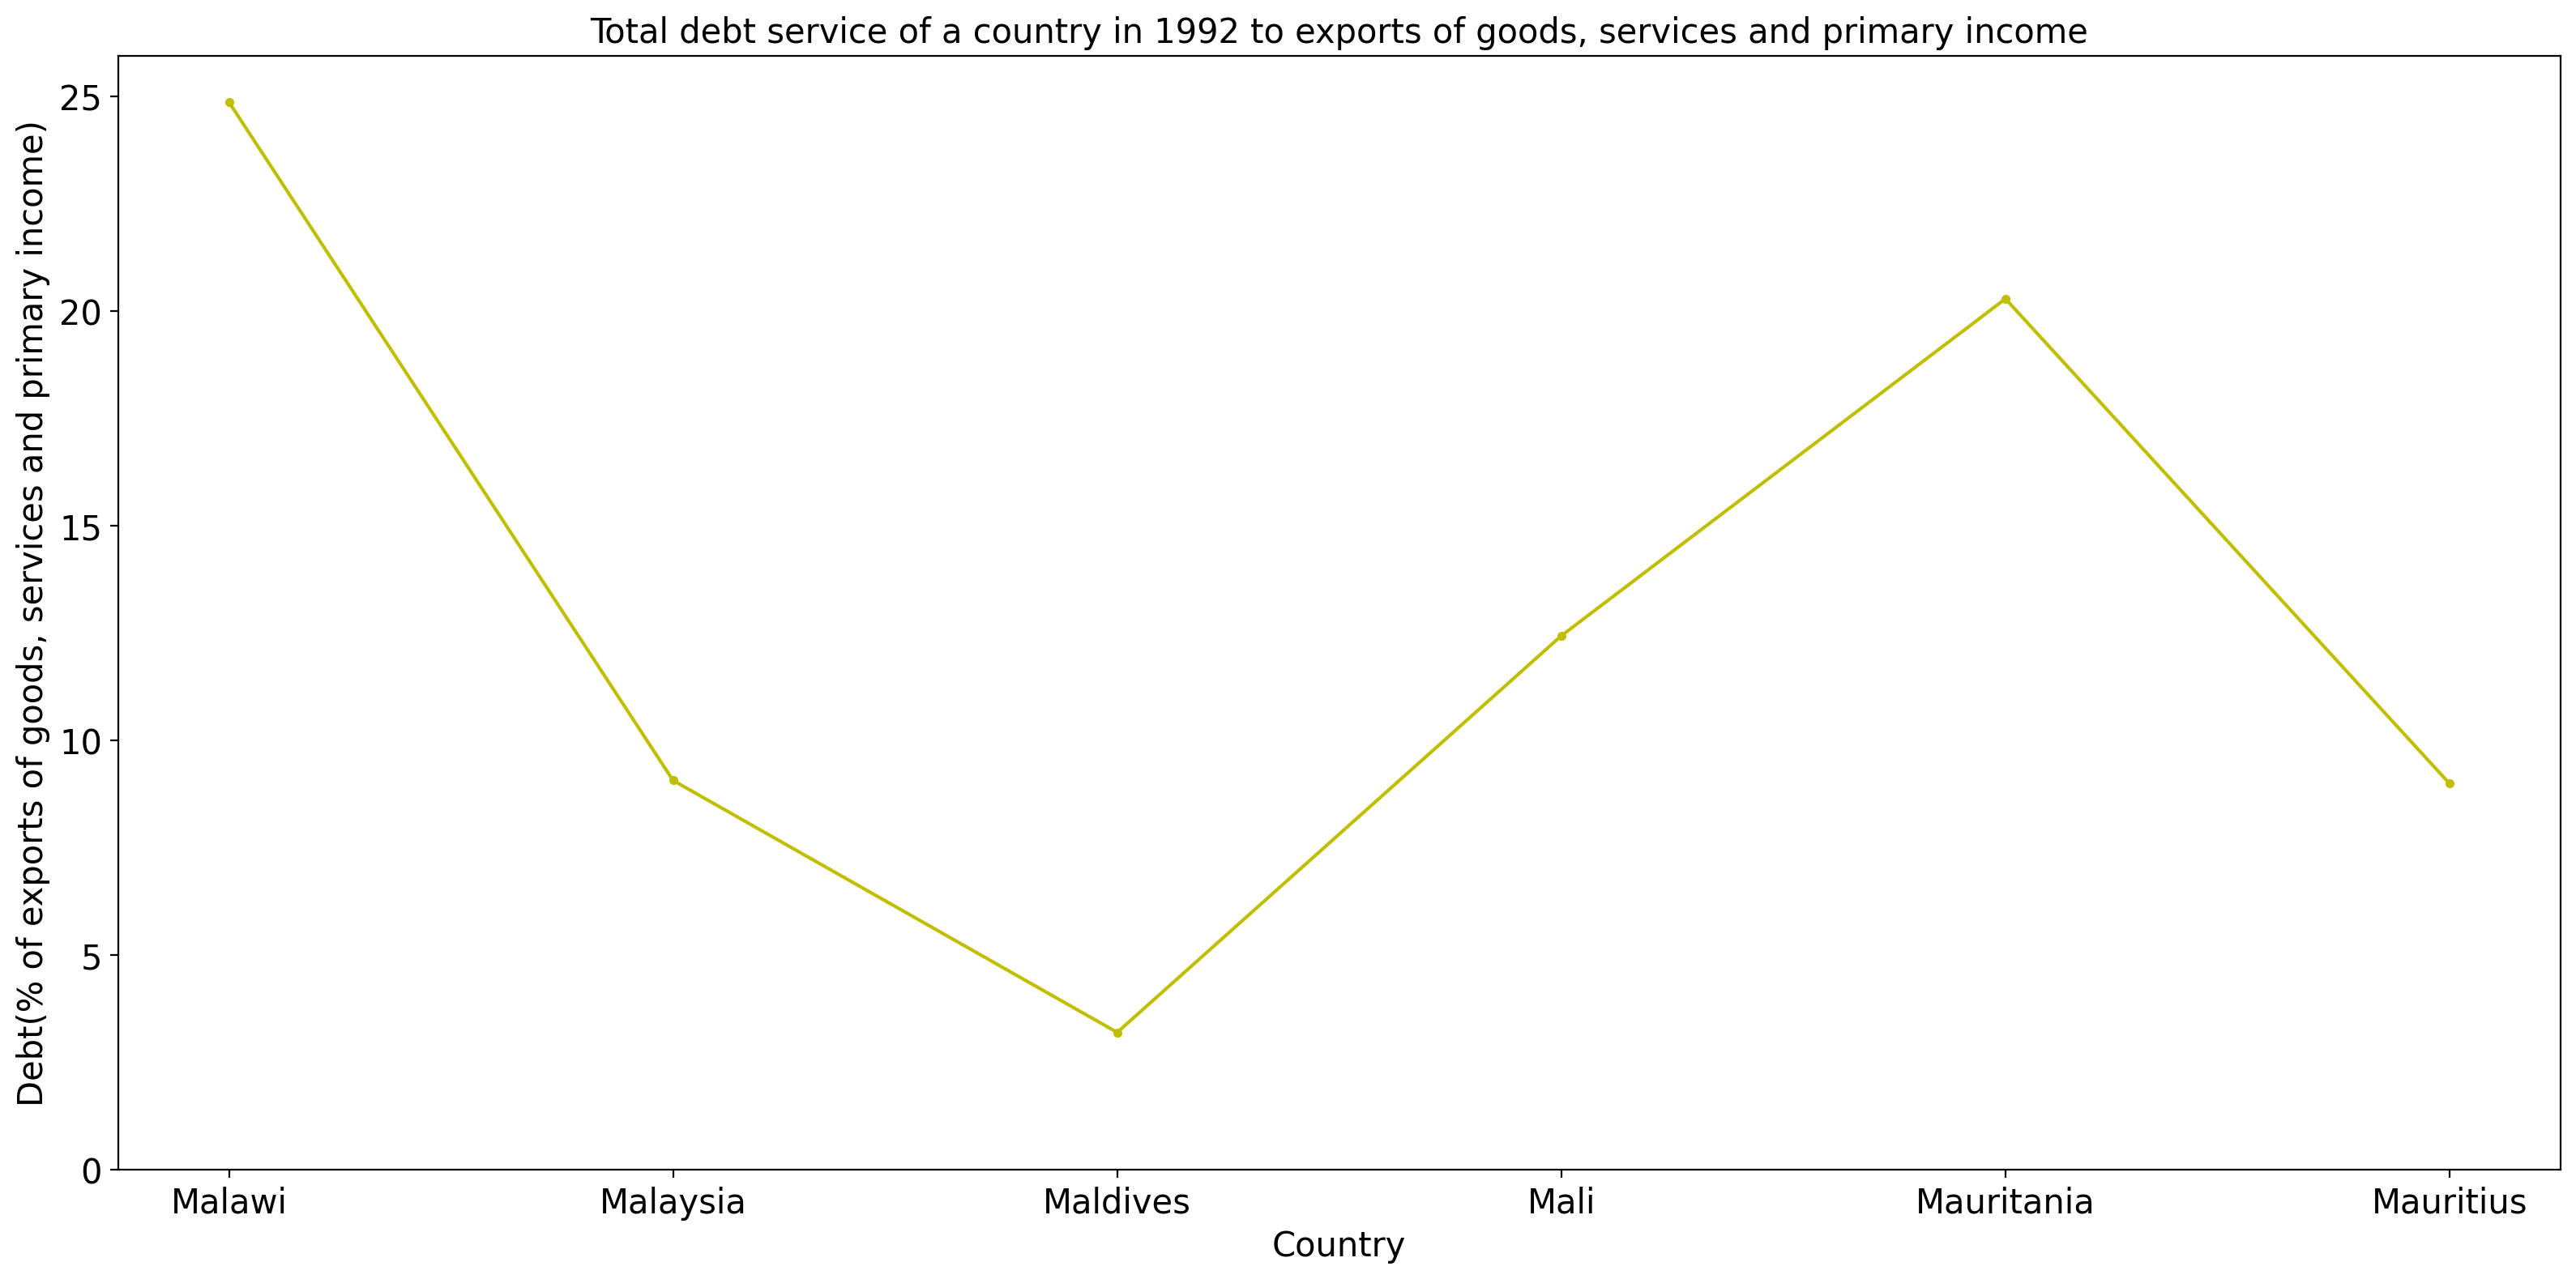 Total debt service of a country in 1992 to exports of goods, services and primary income
Debt(% of exports of goods, services and primary income)
25
20
15
10
5
0
Malawi Malaysia Maldives Mali Mauritania Mauritius
Country